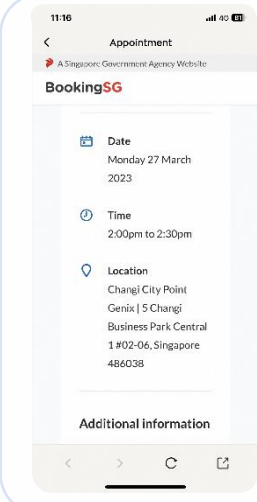 11:16
4G 81
Appointment
A Singapore Government Agency Website
BookingSG
Date
Monday 27 March
2023
Time
2:00pm to 2:30pm
Location
Changi City Point
Genix | 5 Changi
Business Park Central
1 #02-06, Singapore
486038
Additional information